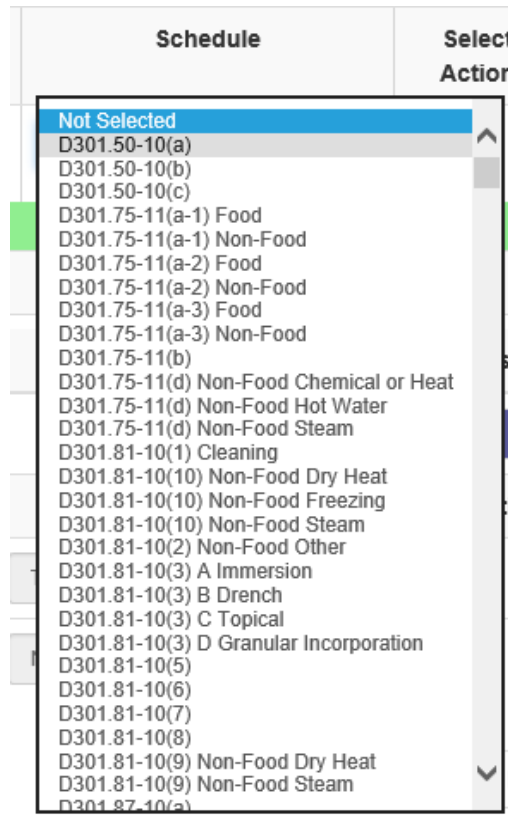 Schedule
Select
Action
Not Selected
D301.50-10(a)
D301.50-10(b)
D301.50-10(c)
D301.75-11(a-1) Food
D301.75-11(a-1) Non-Food
D301.75-11(a-2) Food
D301.75-11(a-2) Non-Food
D301.75-11(a-3) Food
D301.75-11(a-3) Non-Food
D301.75-11(b)
D301.75-11(d) Non-Food Chemical or Heat
D301.75-11(d) Non-Food Hot Water
D301.75-11(d) Non-Food Steam
D301.81-10(1) Cleaning
D301.81-10(10) Non-Food Dry Heat
D301.81-10(10) Non-Food Freezing
D301.81-10(10) Non-Food Steam
D301.81-10(2) Non-Food Other
D301.81-10(3) A Immersion
D301.81-10(3) B Drench
D301.81-10(3) C Topical
D301.81-10(3) D Granular Incorporation
D301.81-10(5)
D301.81-10(6)
D301.81-10(7)
D301.81-10(8)
D301.81-10(9) Non-Food Dry Heat
D301.81-10(9) Non-Food Steam
D301.87-10(a)